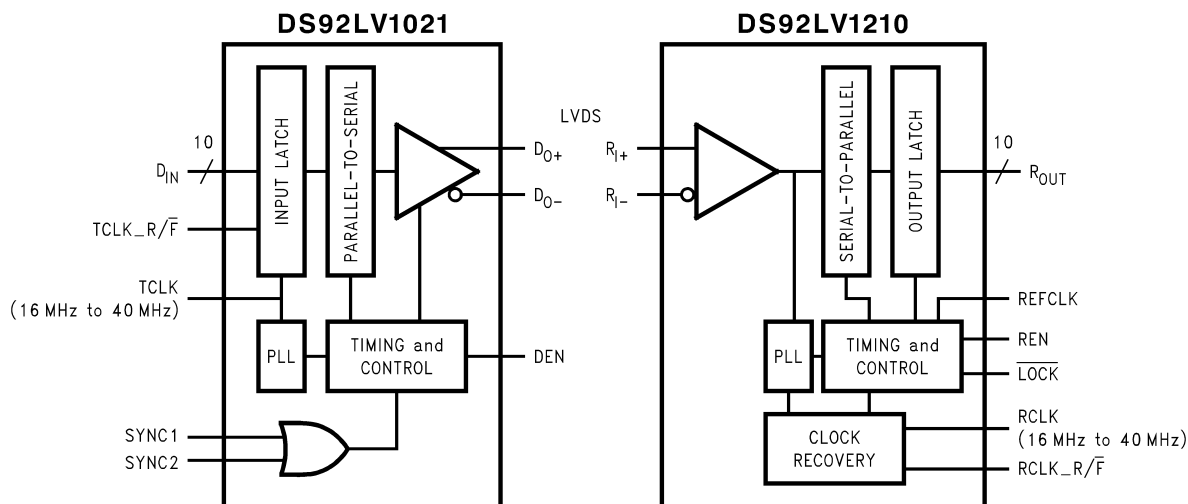 DS92LV1021
DS92LV1210
LVDS
10
D_IN
TCLK_R/F̅
TCLK
(16 MHz to 40 MHz)
SYNC1
SYNC2
INPUT LATCH
PARALLEL-TO-SERIAL
PLL
TIMING and
CONTROL
D_O+
D_O-
DEN
R_I+
R_I-
SERIAL-TO-PARALLEL
OUTPUT LATCH
PLL
TIMING and
CONTROL
CLOCK
RECOVERY
10
R_OUT
REFCLK
REN
L̅O̅C̅K̅
RCLK
(16 MHz to 40 MHz)
RCLK_R/F̅